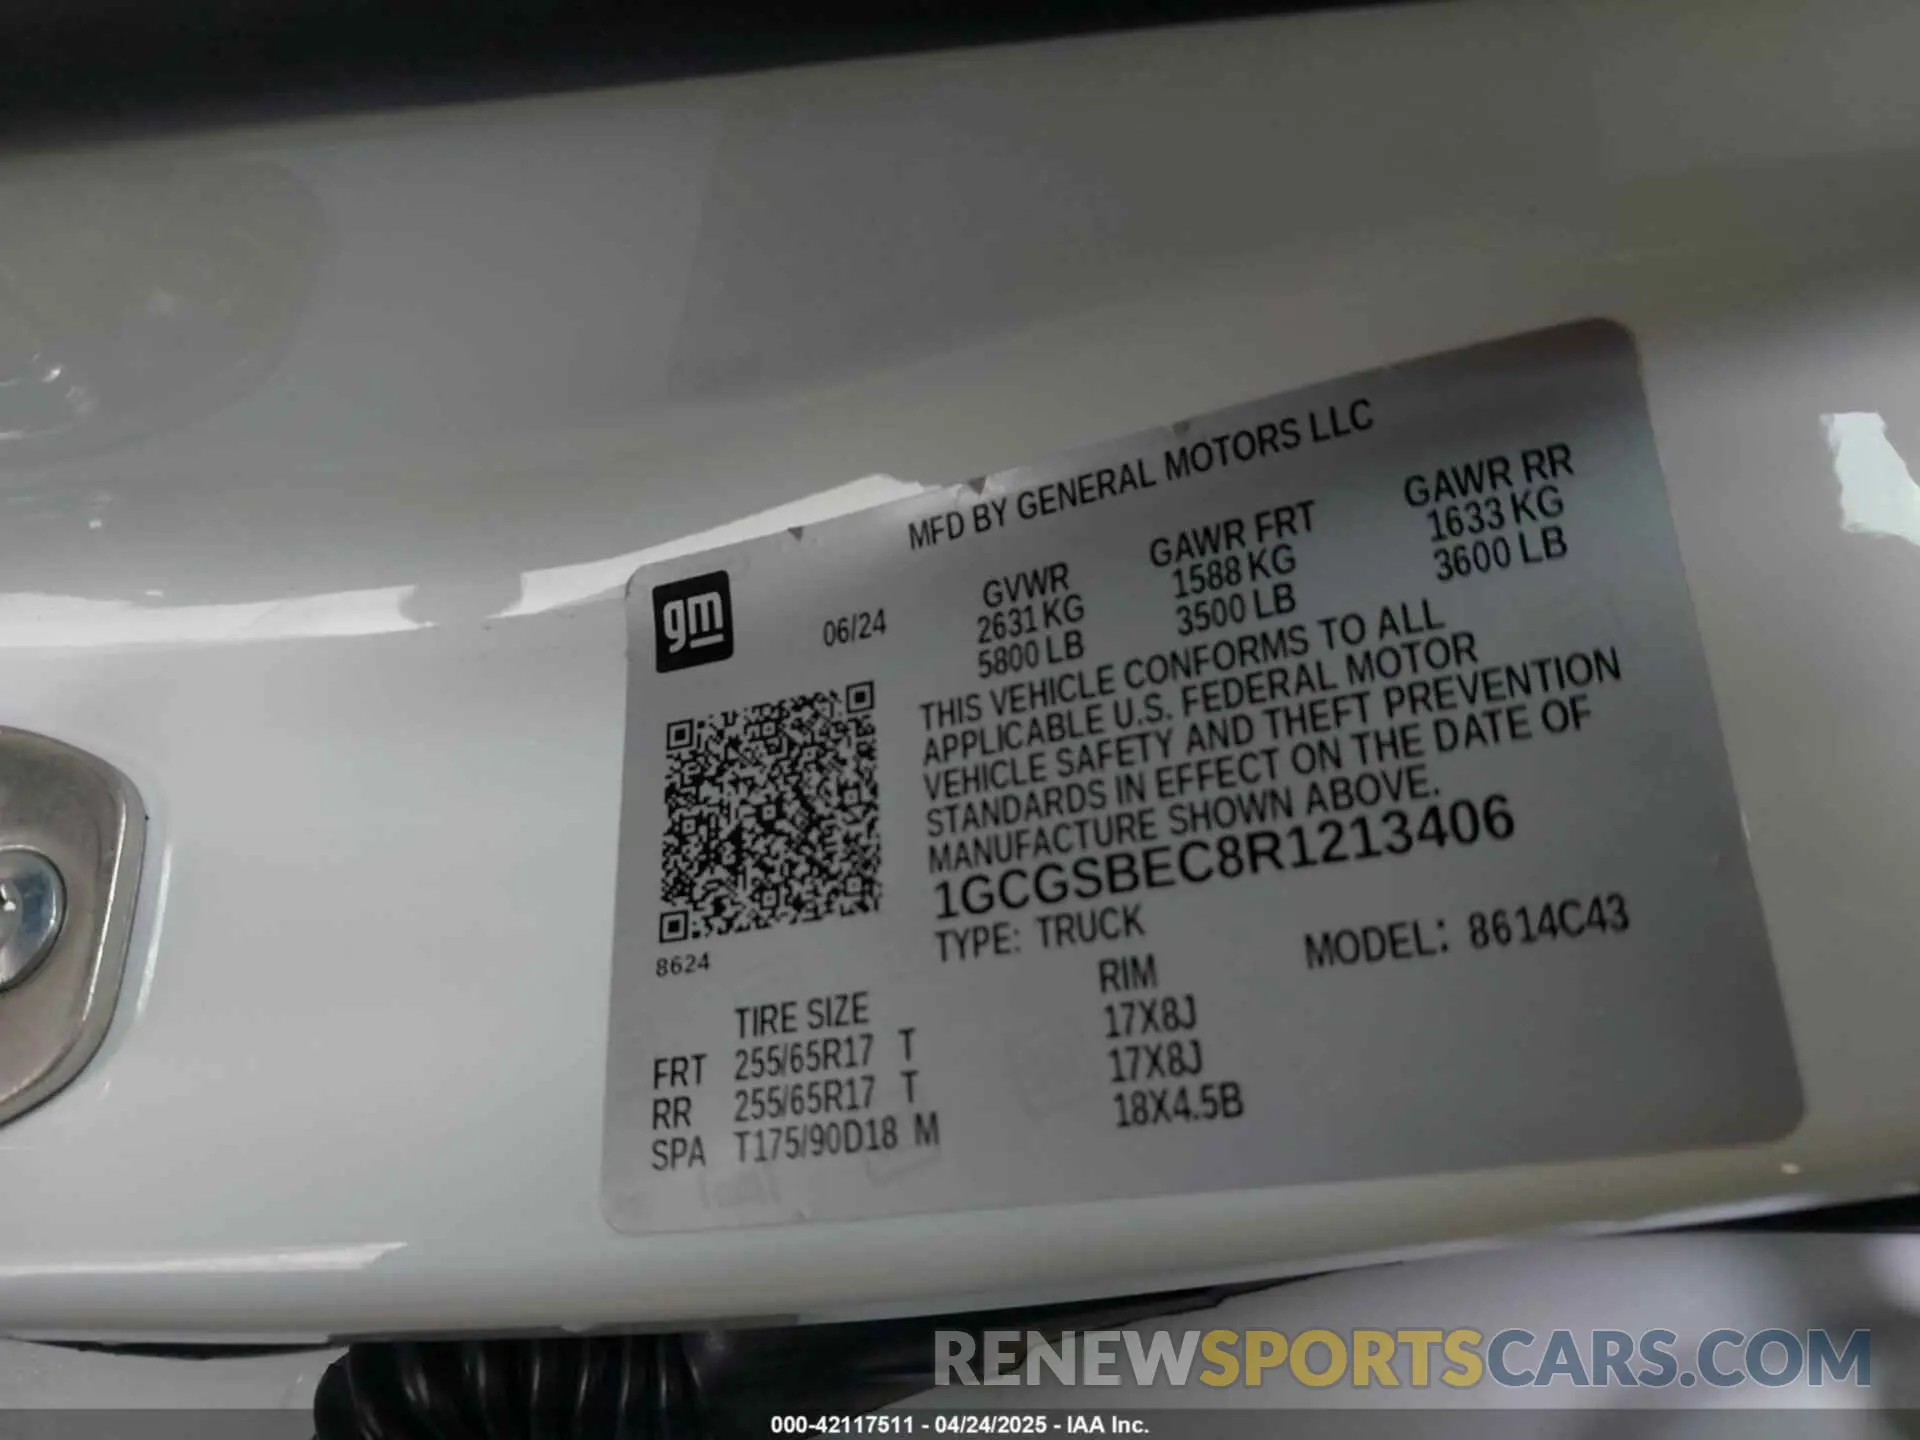 MFD BY GENERAL MOTORS LLC
gm
06/24
GVWR GAWR FRT GAWR RR
2631 KG 1588 KG 1633 KG
5800 LB 3500 LB 3600 LB
THIS VEHICLE CONFORMS TO ALL
APPLICABLE U.S. FEDERAL MOTOR
VEHICLE SAFETY AND THEFT PREVENTION
STANDARDS IN EFFECT ON THE DATE OF
MANUFACTURE SHOWN ABOVE.
1GCGSBEC8R1213406
8624
TYPE: TRUCK MODEL: 8614C43
TIRE SIZE RIM
FRT 255/65R17 T 17X8J
RR 255/65R17 T 17X8J
SPA T175/90D18 M 18X4.5B
RENEWSPORTSCARS.COM
000-42117511 - 04/24/2025 - IAA Inc.